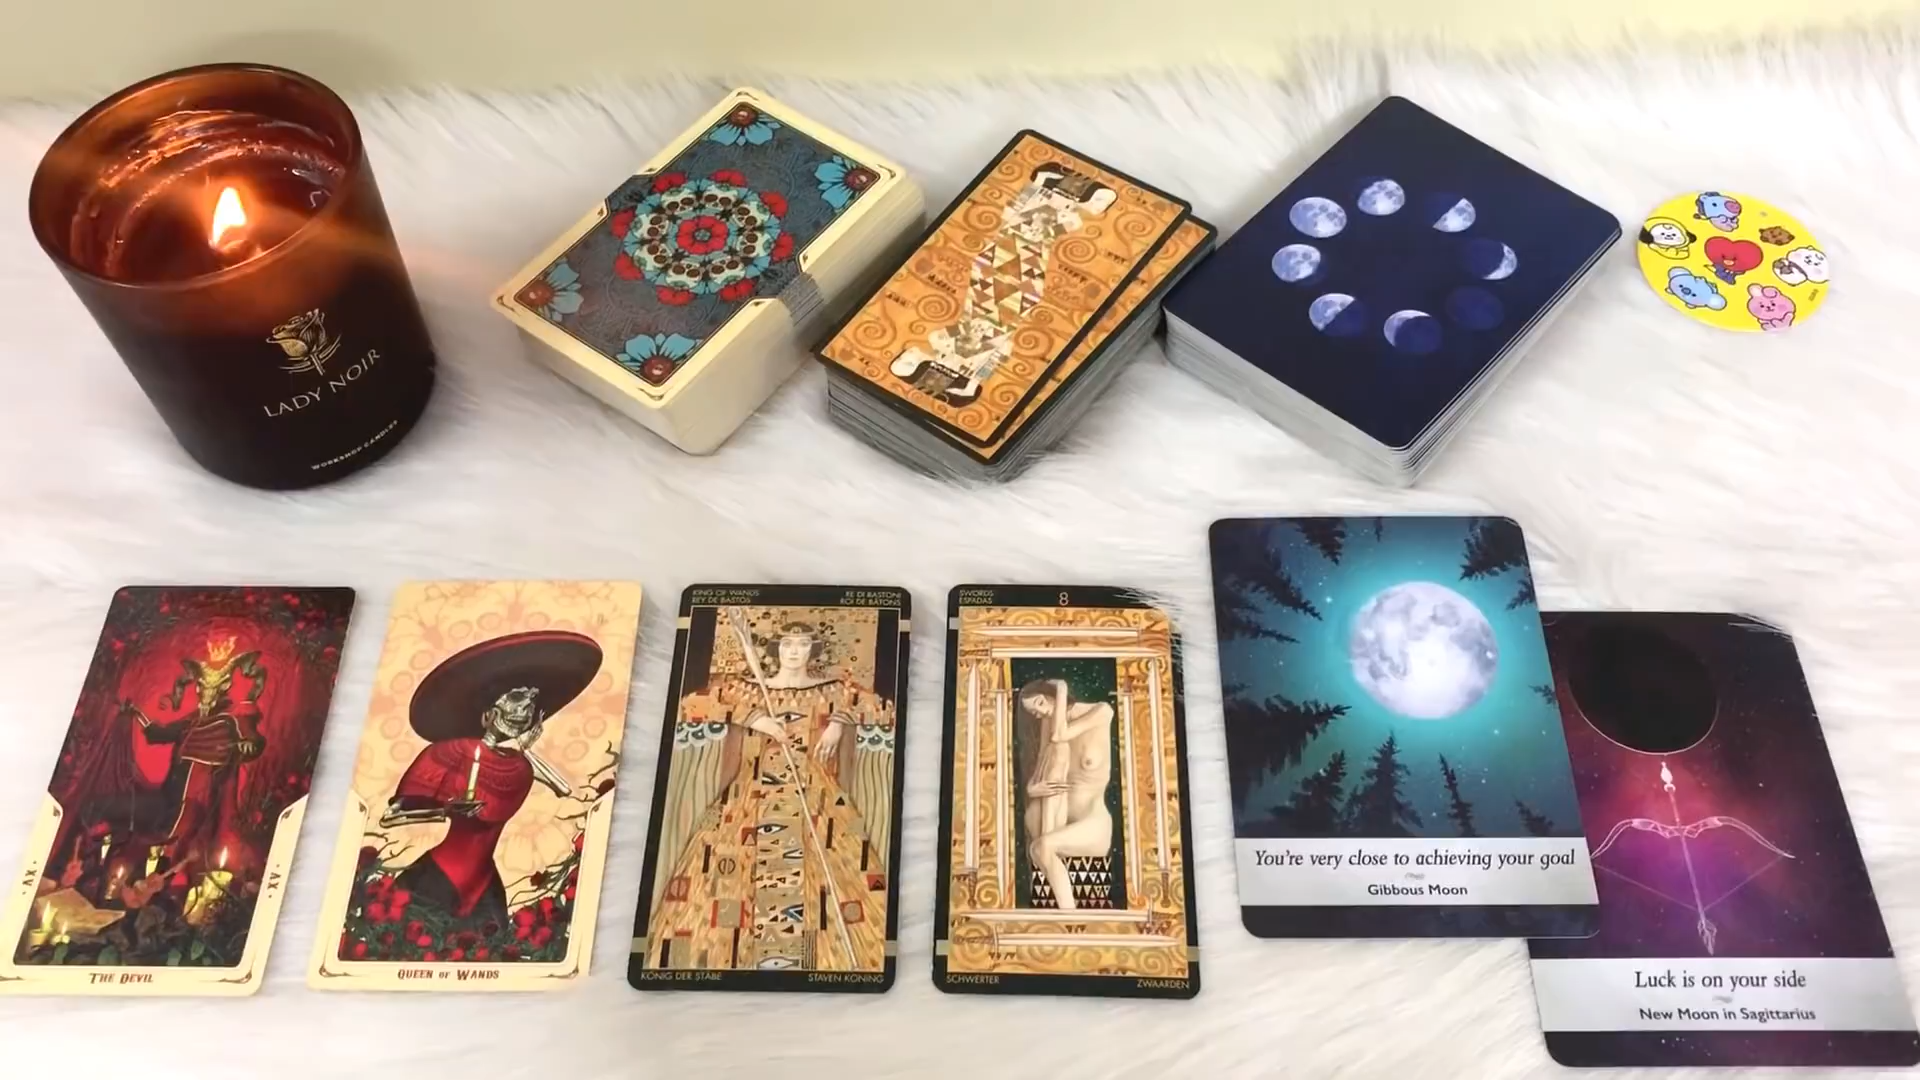 LADY NOIR
WORKSHOP CANDLES
· XV ·
· XV ·
THE DEVIL
QUEEN OF WANDS
KING OF WANDS
REY DE BASTOS
RE DI BASTONI
ROI DE BÂTONS
KÖNIG DER STÄBE
STAVEN KONING
SWORDS
ESPADAS
8
SCHWERTER
ZWAARDEN
You're very close to achieving your goal
Gibbous Moon
Luck is on your side
New Moon in Sagittarius